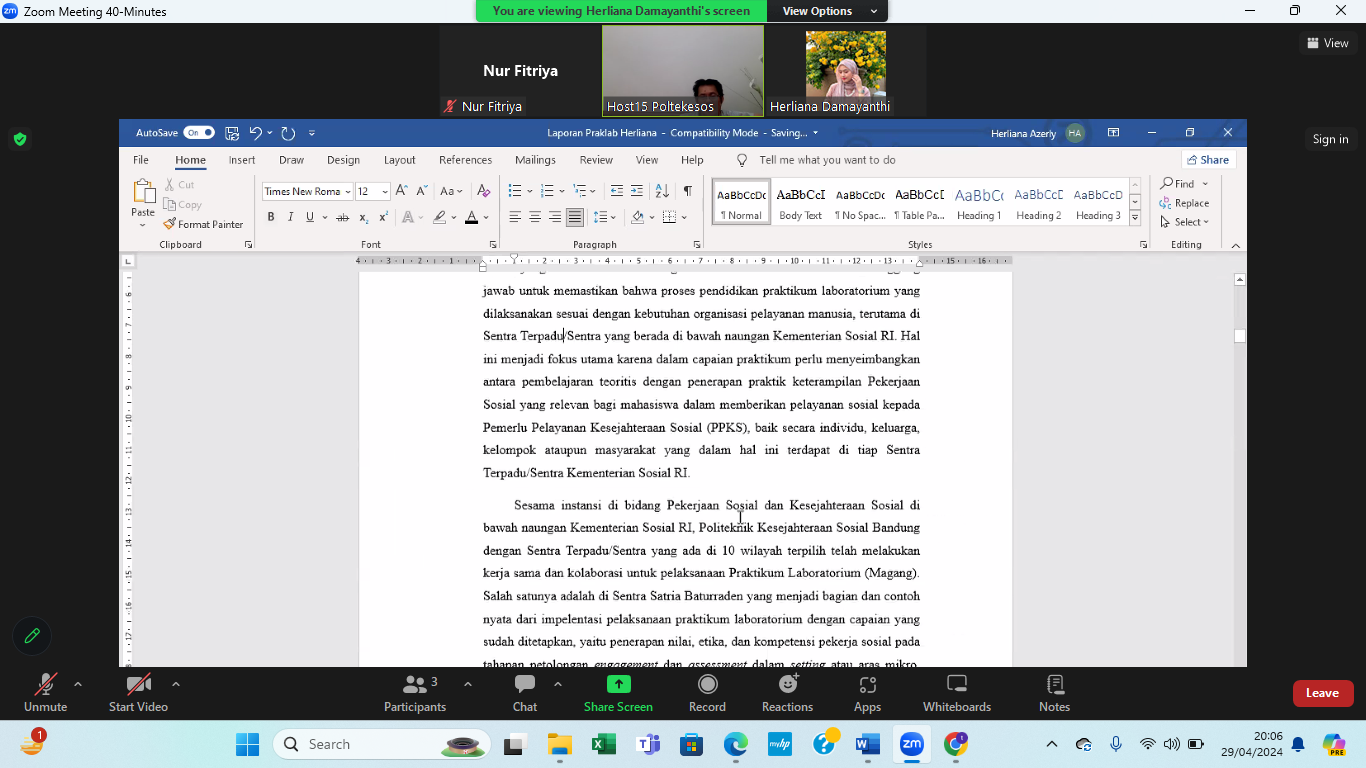 Zoom Meeting 40-Minutes
You are viewing Herliana Damayanthi's screen
View Options
View
Nur Fitriya
Nur Fitriya
Host15 Poltekesos
Herliana Damayanthi
Sign in
AutoSave On
Laporan Praklab Herliana - Compatibility Mode - Saving...
Herliana Azerly HA
File Home Insert Draw Design Layout References Mailings Review View Help Tell me what you want to do Share
Paste Cut Copy Format Painter
Times New Roma 12
AaBbCcDc AaBbCcI AaBbCcDc AaBbCcI AaBbCc AaBbCcD AaBbCcD
¶ Normal Body Text ¶ No Spac... ¶ Table Pa... Heading 1 Heading 2 Heading 3
Find Replace Select
Clipboard Font Paragraph Styles Editing
jawab untuk memastikan bahwa proses pendidikan praktikum laboratorium yang
dilaksanakan sesuai dengan kebutuhan organisasi pelayanan manusia, terutama di
Sentra Terpadu/Sentra yang berada di bawah naungan Kementerian Sosial RI. Hal
ini menjadi fokus utama karena dalam capaian praktikum perlu menyeimbangkan
antara pembelajaran teoritis dengan penerapan praktik keterampilan Pekerjaan
Sosial yang relevan bagi mahasiswa dalam memberikan pelayanan sosial kepada
Pemerlu Pelayanan Kesejahteraan Sosial (PPKS), baik secara individu, keluarga,
kelompok ataupun masyarakat yang dalam hal ini terdapat di tiap Sentra
Terpadu/Sentra Kementerian Sosial RI.
Sesama instansi di bidang Pekerjaan Sosial dan Kesejahteraan Sosial di
bawah naungan Kementerian Sosial RI, Politeknik Kesejahteraan Sosial Bandung
dengan Sentra Terpadu/Sentra yang ada di 10 wilayah terpilih telah melakukan
kerja sama dan kolaborasi untuk pelaksanaan Praktikum Laboratorium (Magang).
Salah satunya adalah di Sentra Satria Baturraden yang menjadi bagian dan contoh
nyata dari impelentasi pelaksanaan praktikum laboratorium dengan capaian yang
sudah ditetapkan, yaitu penerapan nilai, etika, dan kompetensi pekerja sosial pada
tahapan petolongan engagement dan assessment dalam setting atau aras mikro,
Unmute Start Video Participants 3 Chat Share Screen Record Reactions Apps Whiteboards Notes Leave
1 Search
20:06
29/04/2024